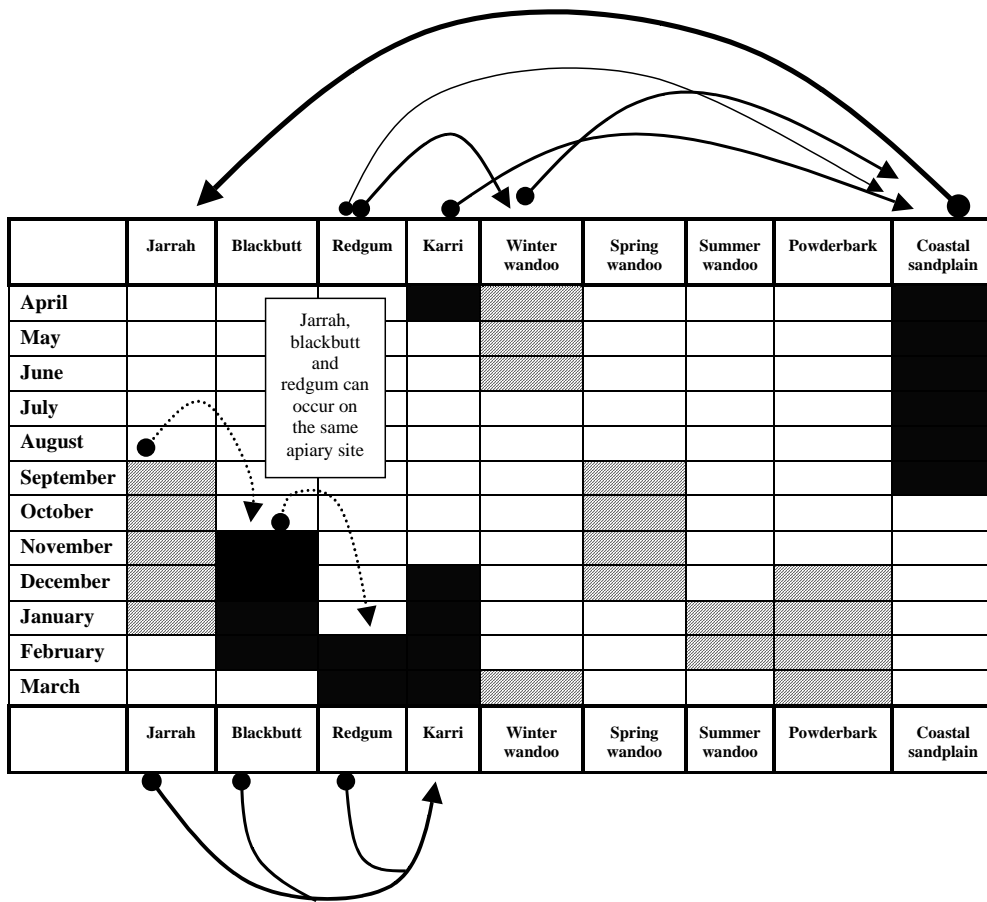 Jarrah Blackbutt Redgum Karri Winter wandoo Spring wandoo Summer wandoo Powderbark Coastal sandplain
April
May
June
July
August
September
October
November
December
January
February
March
Jarrah,
blackbutt
and
redgum can
occur on
the same
apiary site
Jarrah Blackbutt Redgum Karri Winter wandoo Spring wandoo Summer wandoo Powderbark Coastal sandplain